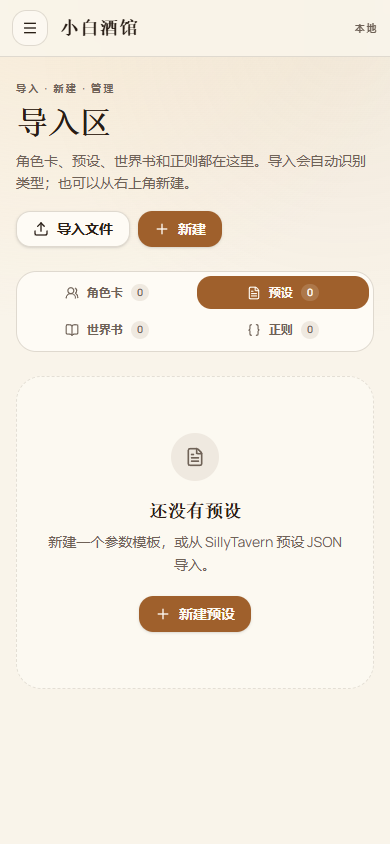 小白酒馆
本地
导入 · 新建 · 管理
导入区
角色卡、预设、世界书和正则都在这里。导入会自动识别
类型；也可以从右上角新建。
导入文件
新建
角色卡 0
预设 0
世界书 0
正则 0
还没有预设
新建一个参数模板，或从 SillyTavern 预设 JSON
导入。
新建预设